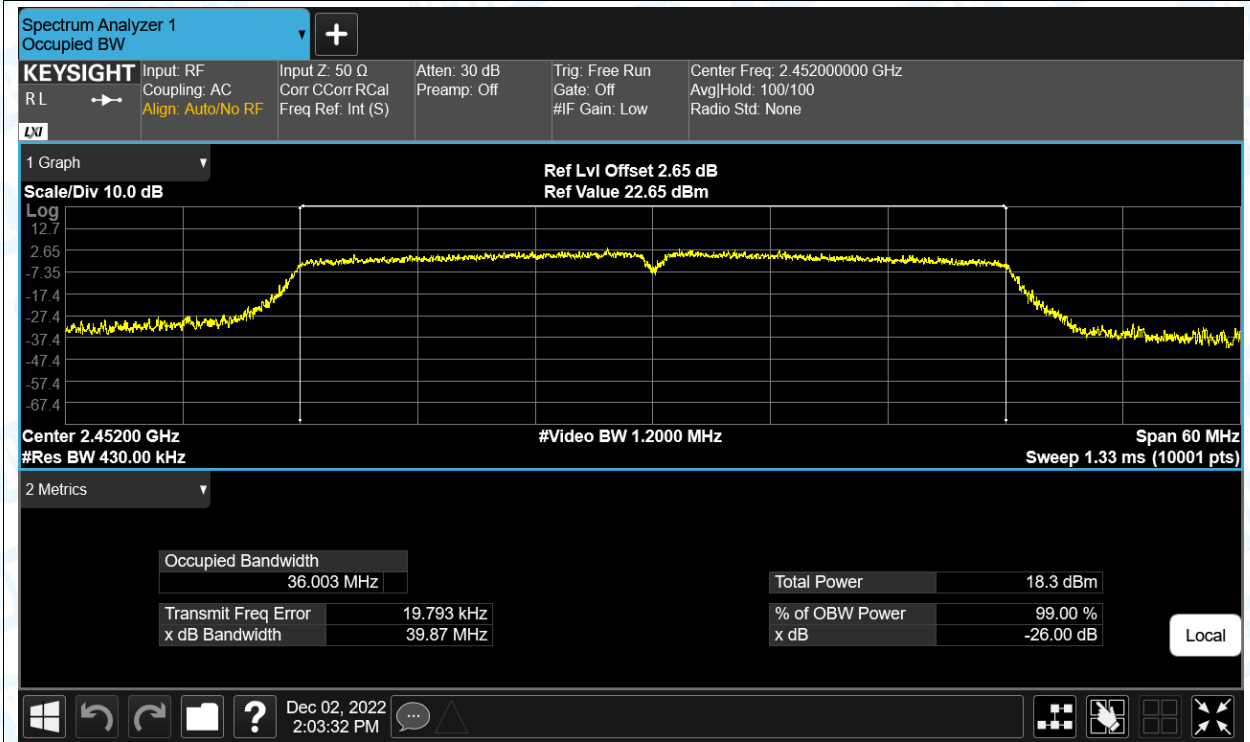 Spectrum Analyzer 1
Occupied BW
+
KEYSIGHT
R L
LXI
Input: RF
Coupling: AC
Align: Auto/No RF
Input Z: 50 Ω
Corr CCorr RCal
Freq Ref: Int (S)
Atten: 30 dB
Preamp: Off
Trig: Free Run
Gate: Off
#IF Gain: Low
Center Freq: 2.452000000 GHz
Avg|Hold: 100/100
Radio Std: None
1 Graph
Scale/Div 10.0 dB
Ref Lvl Offset 2.65 dB
Ref Value 22.65 dBm
Log
12.7
2.65
-7.35
-17.4
-27.4
-37.4
-47.4
-57.4
-67.4
Center 2.45200 GHz
#Video BW 1.2000 MHz
Span 60 MHz
#Res BW 430.00 kHz
Sweep 1.33 ms (10001 pts)
2 Metrics
Occupied Bandwidth
36.003 MHz
Transmit Freq Error 19.793 kHz
x dB Bandwidth 39.87 MHz
Total Power 18.3 dBm
% of OBW Power 99.00 %
x dB -26.00 dB
Local
?
Dec 02, 2022
2:03:32 PM